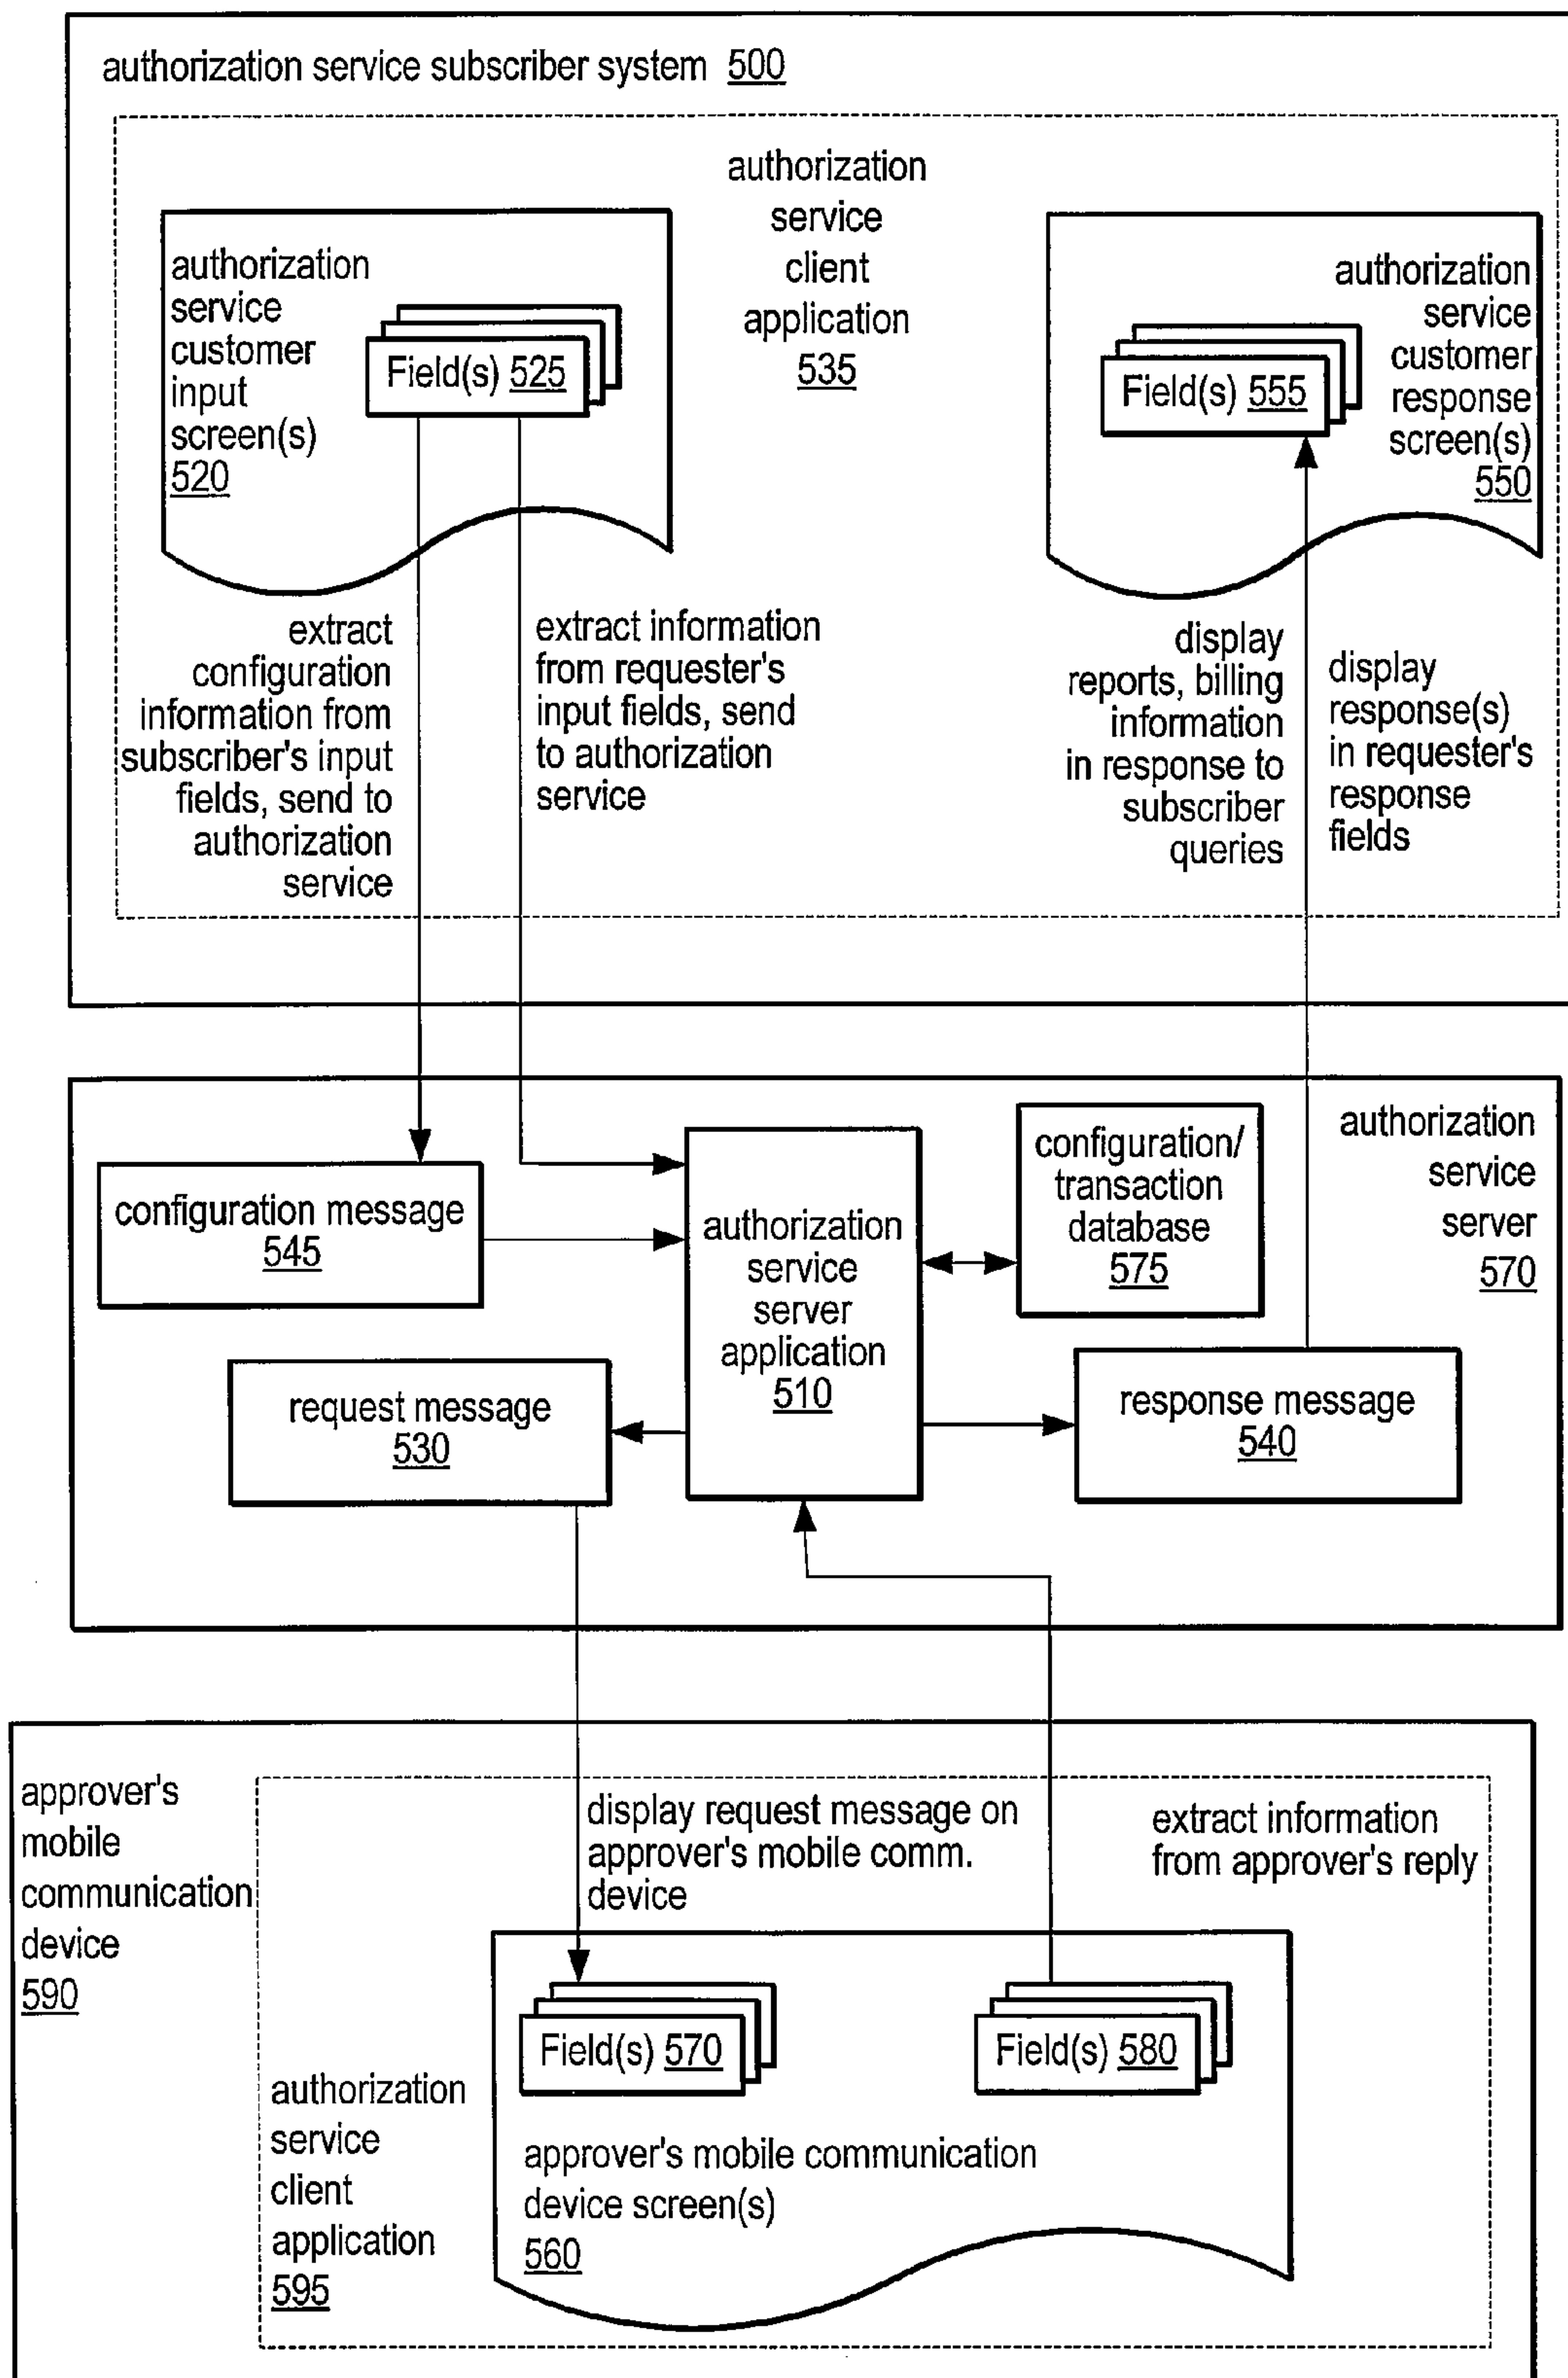 authorization service subscriber system 500
authorization
service
client
application
535
authorization
service
customer
input
screen(s)
520
Field(s) 525
authorization
service
customer
response
screen(s)
550
Field(s) 555
extract
configuration
information from
subscriber's input
fields, send to
authorization
service
extract information
from requester's
input fields, send
to authorization
service
display
reports, billing
information
in response to
subscriber
queries
display
response(s)
in requester's
response
fields
authorization
service
server
570
configuration message
545
authorization
service
server
application
510
configuration/
transaction
database
575
request message
530
response message
540
approver's
mobile
communication
device
590
display request message on
approver's mobile comm.
device
extract information
from approver's reply
Field(s) 570
Field(s) 580
authorization
service
client
application
595
approver's mobile communication
device screen(s)
560